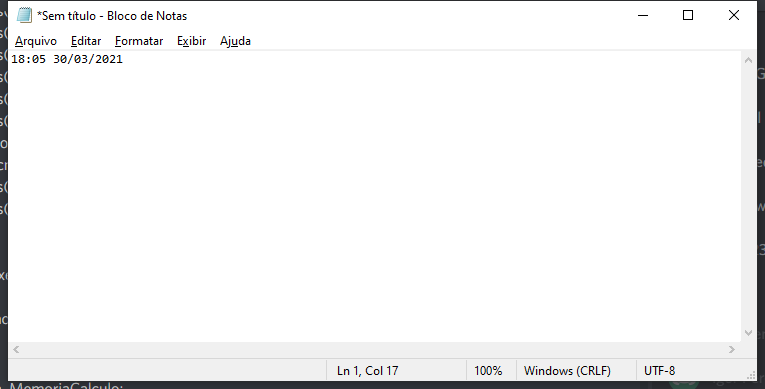 *Sem título - Bloco de Notas
Arquivo Editar Formatar Exibir Ajuda
18:05 30/03/2021
Ln 1, Col 17 100% Windows (CRLF) UTF-8
MemoriaCalculo: